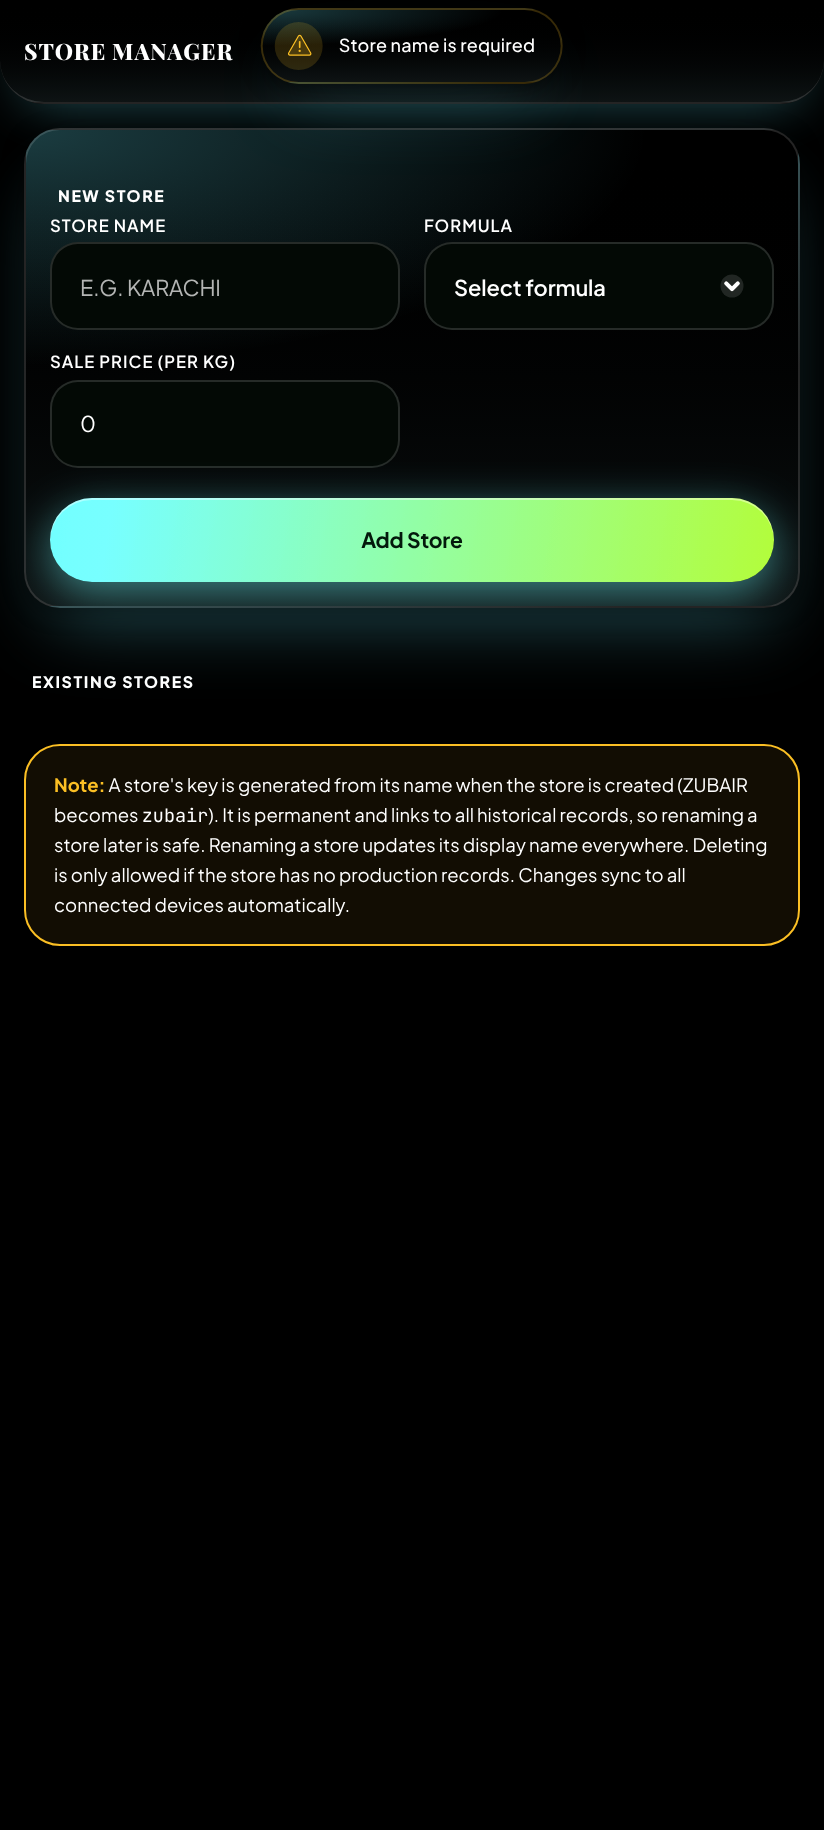 STORE MANAGER
Store name is required
NEW STORE
STORE NAME
FORMULA
E.G. KARACHI
Select formula
SALE PRICE (PER KG)
0
Add Store
EXISTING STORES
Note: A store's key is generated from its name when the store is created (ZUBAIR
becomes zubair). It is permanent and links to all historical records, so renaming a
store later is safe. Renaming a store updates its display name everywhere. Deleting
is only allowed if the store has no production records. Changes sync to all
connected devices automatically.